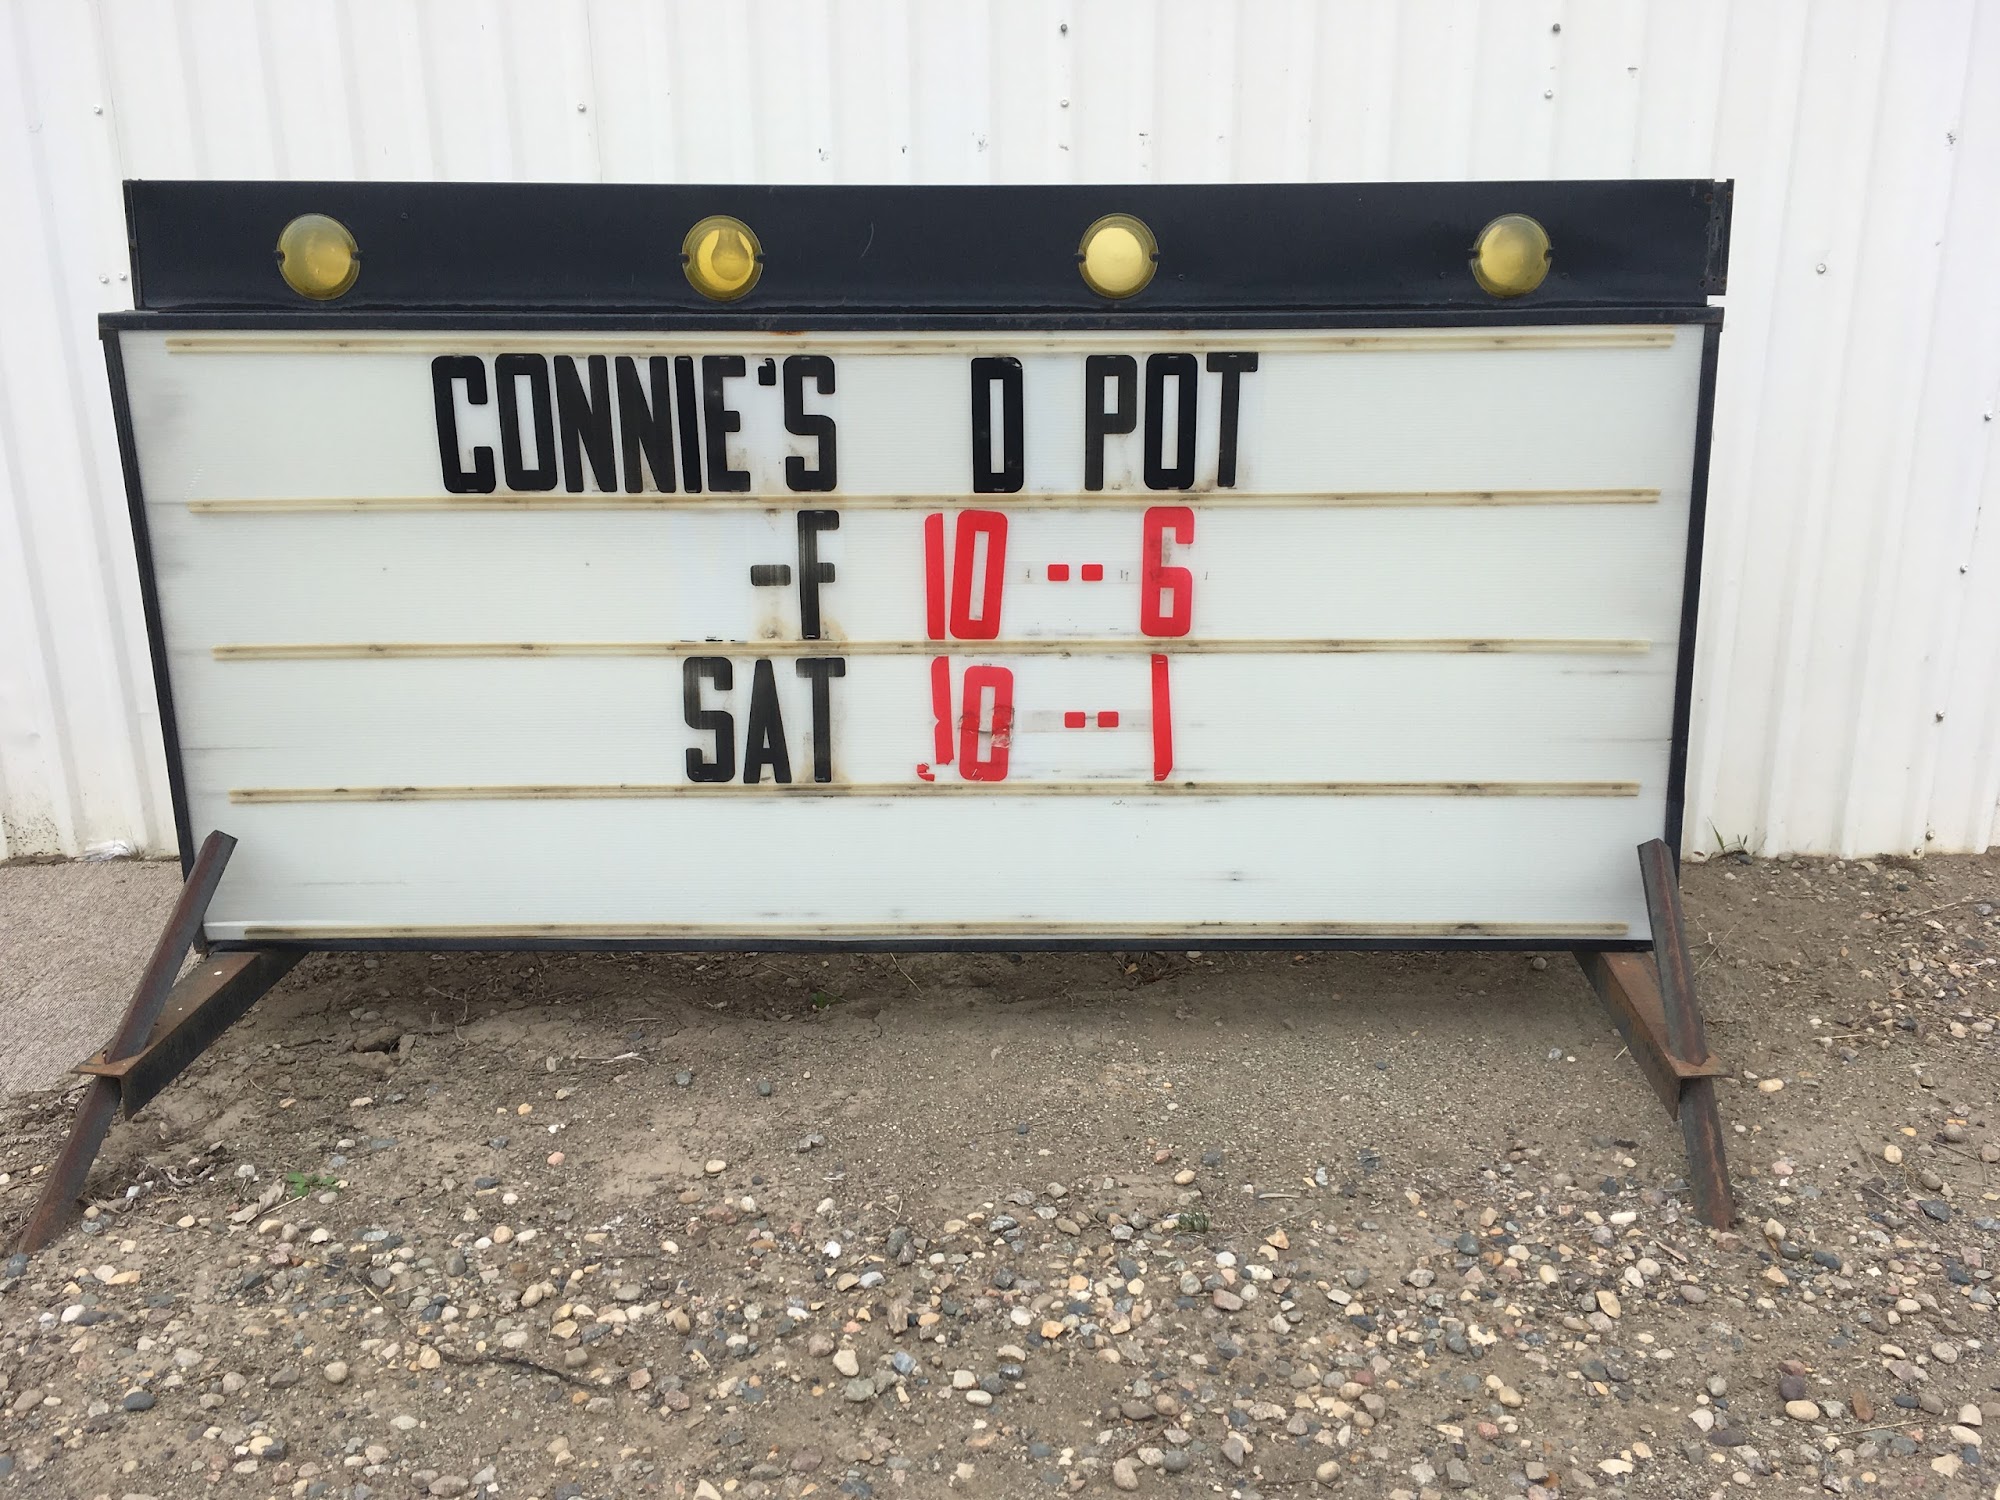 CONNIE'S D POT
-F 10--6
SAT 10--1